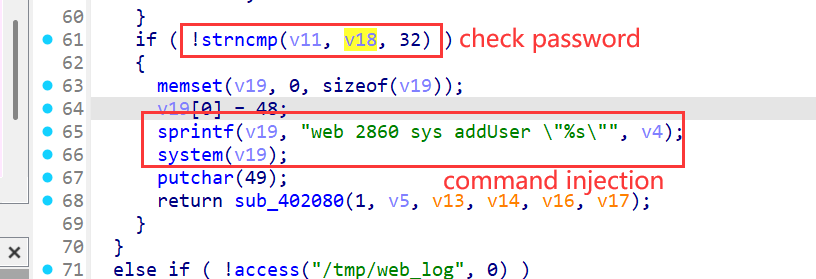 60 }
61 if ( !strncmp(v11, v18, 32) ) check password
62 {
63 memset(v19, 0, sizeof(v19));
64 v19[0] = 48;
65 sprintf(v19, "web 2860 sys addUser \"%s\"", v4);
66 system(v19);
67 putchar(49); command injection
68 return sub_402080(1, v5, v13, v14, v16, v17);
69 }
70 }
71 else if ( !access("/tmp/web_log", 0) )